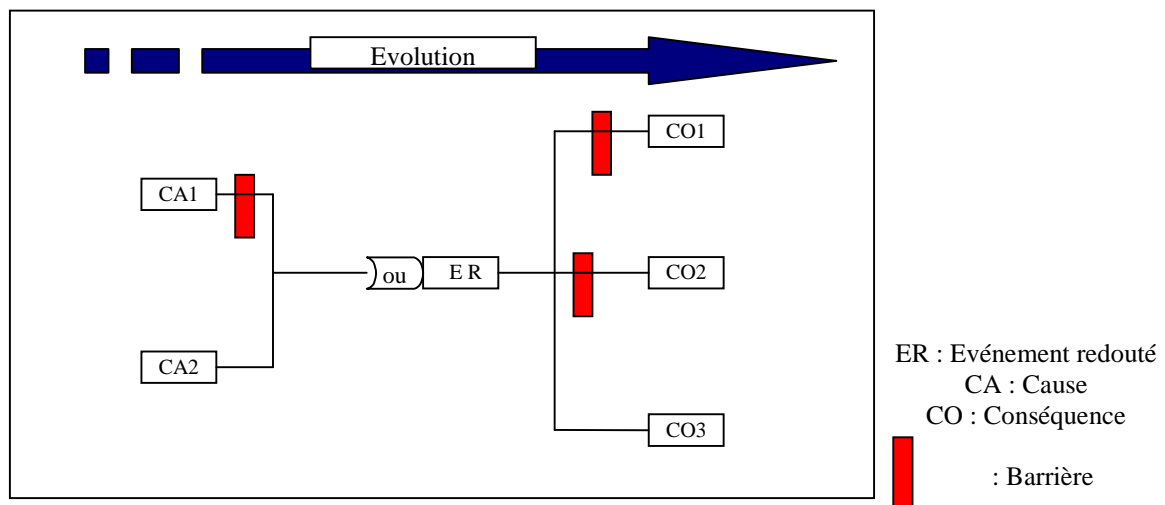 Evolution
CO1
CA1
ou
E R
CO2
CA2
CO3
ER : Evénement redouté
CA : Cause
CO : Conséquence
: Barrière